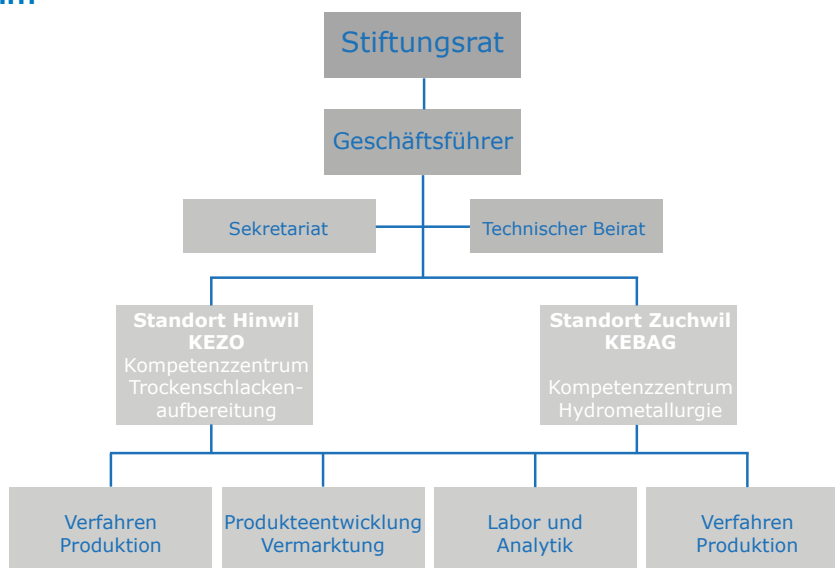 Stiftungsrat
Geschäftsführer
Sekretariat
Technischer Beirat
Standort Hinwil
KEZO
Kompetenzzentrum
Trockenschlacken-
aufbereitung
Standort Zuchwil
KEBAG
Kompetenzzentrum
Hydrometallurgie
Verfahren
Produktion
Produkteentwicklung
Vermarktung
Labor und
Analytik
Verfahren
Produktion